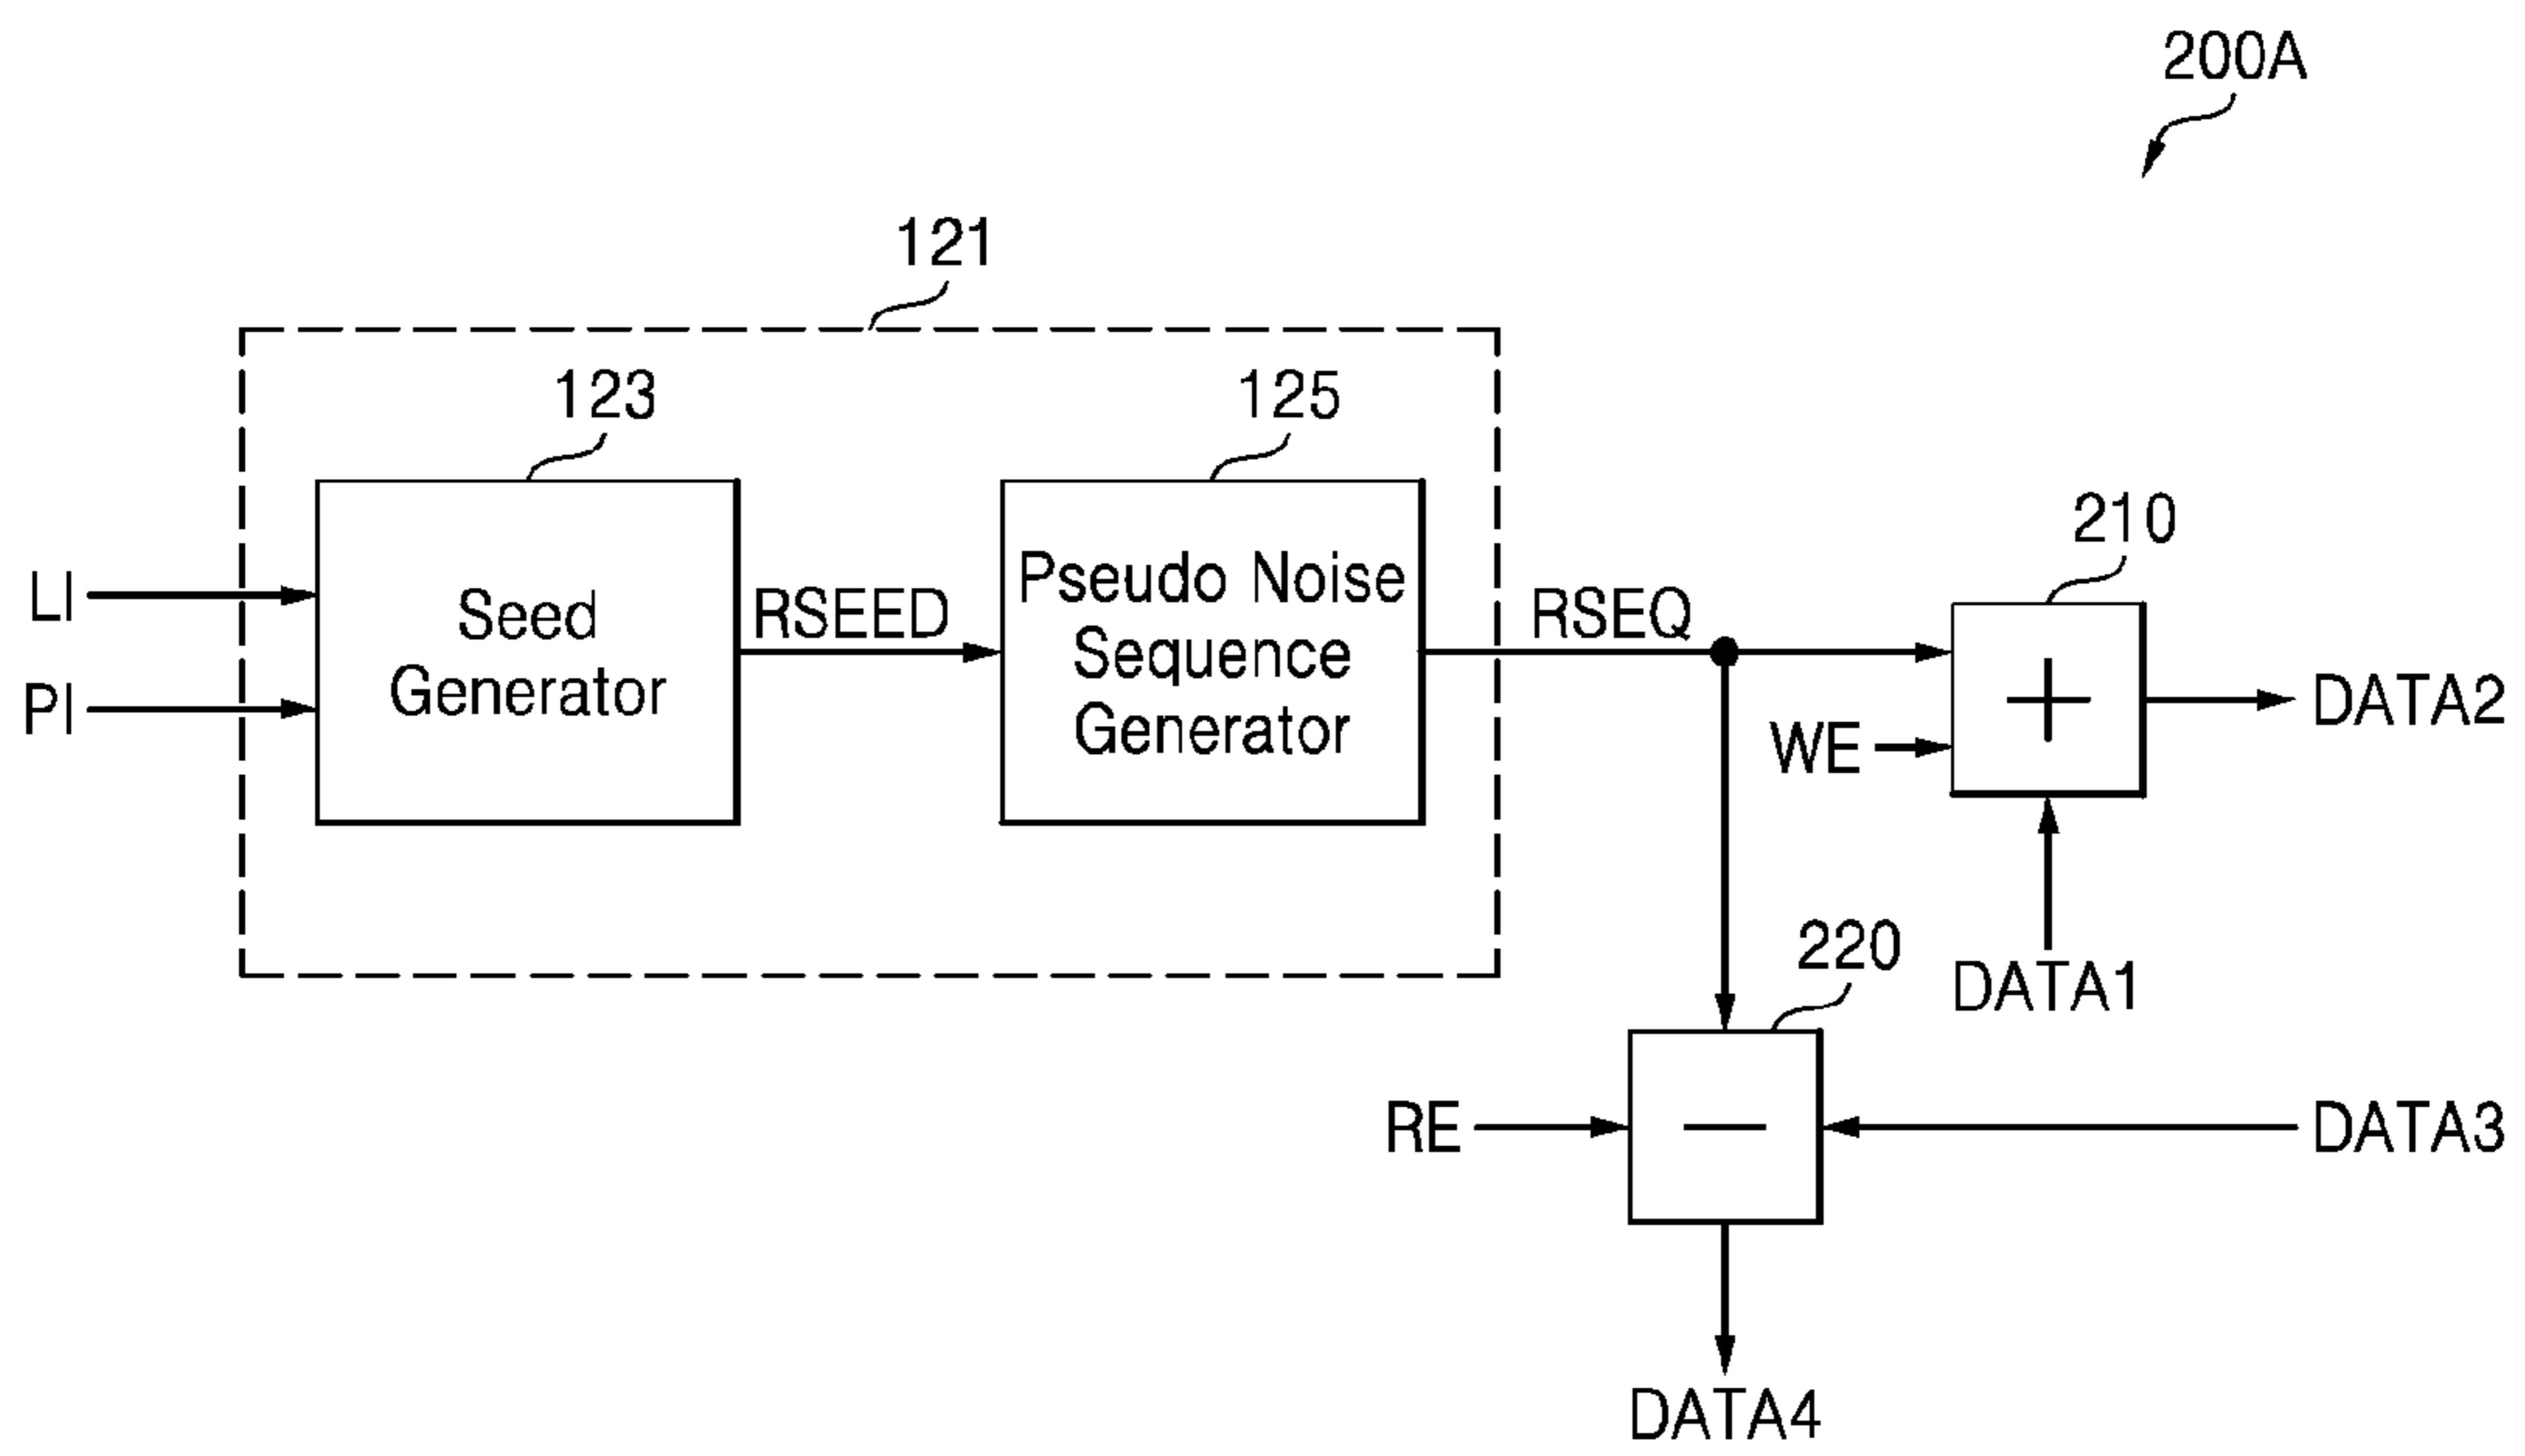 200A
121
123
125
LI
PI
Seed
Generator
RSEED
Pseudo Noise
Sequence
Generator
RSEQ
210
+
WE
DATA2
DATA1
220
RE
−
DATA3
DATA4